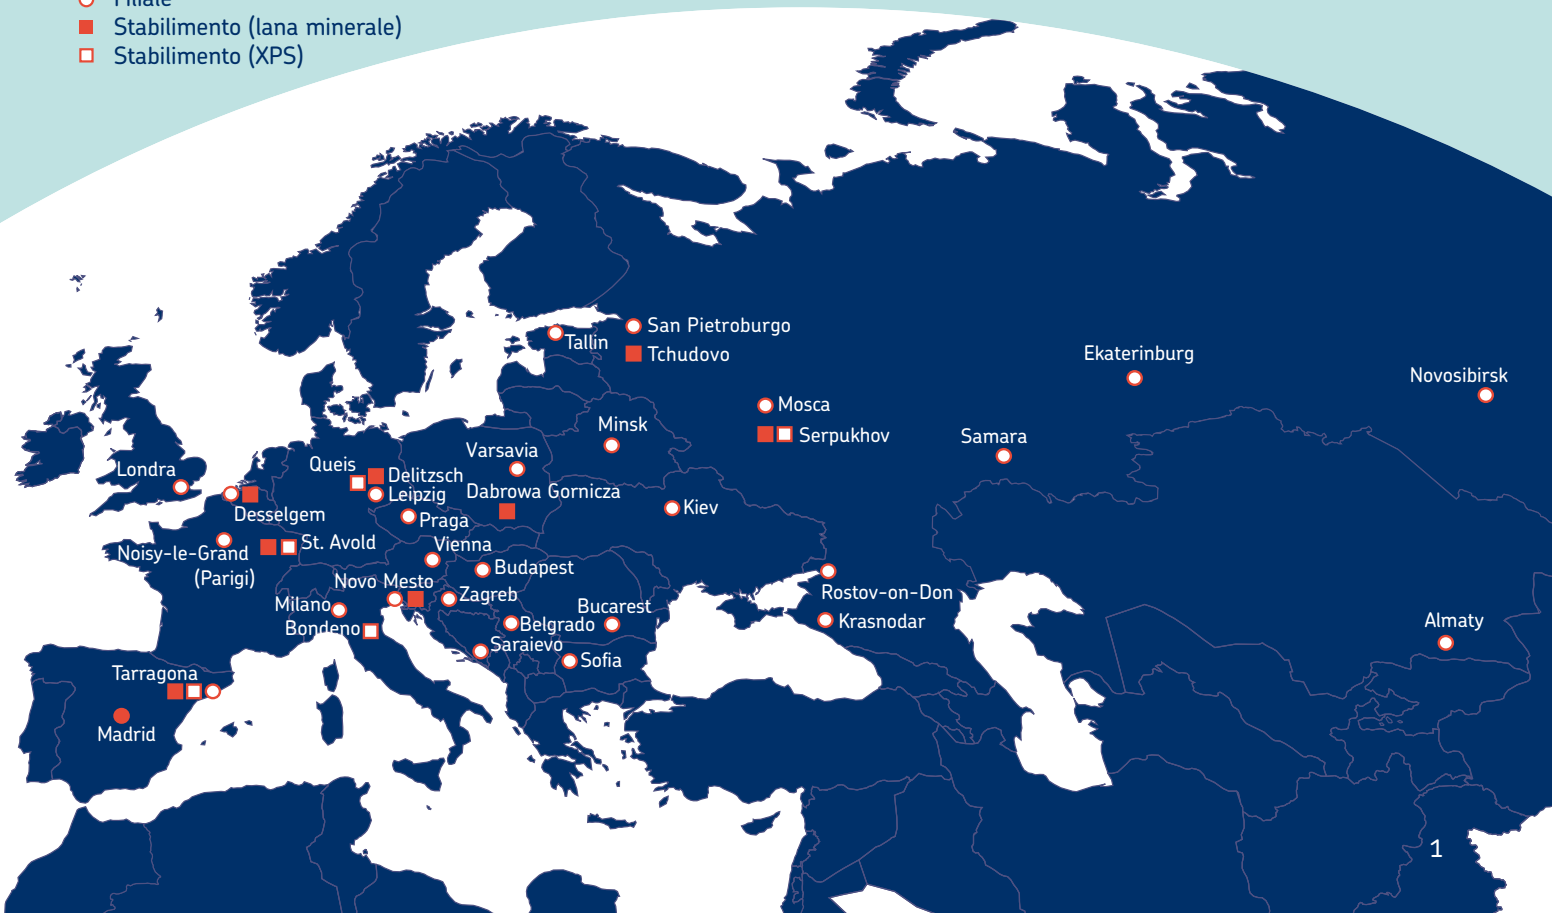 Filiale
Stabilimento (lana minerale)
Stabilimento (XPS)
San Pietroburgo
Tallin
Tchudovo
Ekaterinburg
Novosibirsk
Mosca
Minsk
Serpukhov
Samara
Varsavia
Londra
Queis
Delitzsch
Leipzig
Dabrowa Gornicza
Desselgem
Praga
Kiev
St. Avold
Vienna
Noisy-le-Grand
(Parigi)
Budapest
Novo Mesto
Zagreb
Rostov-on-Don
Milano
Bucarest
Bondeno
Belgrado
Krasnodar
Almaty
Saraievo
Sofia
Tarragona
Madrid
1